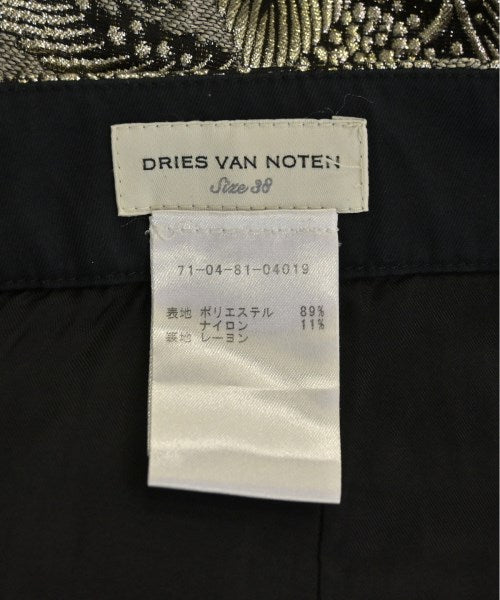 DRIES VAN NOTEN
Size 38
71-04-81-04019
表地 ポリエステル 89%
ナイロン 11%
裏地 レーヨン